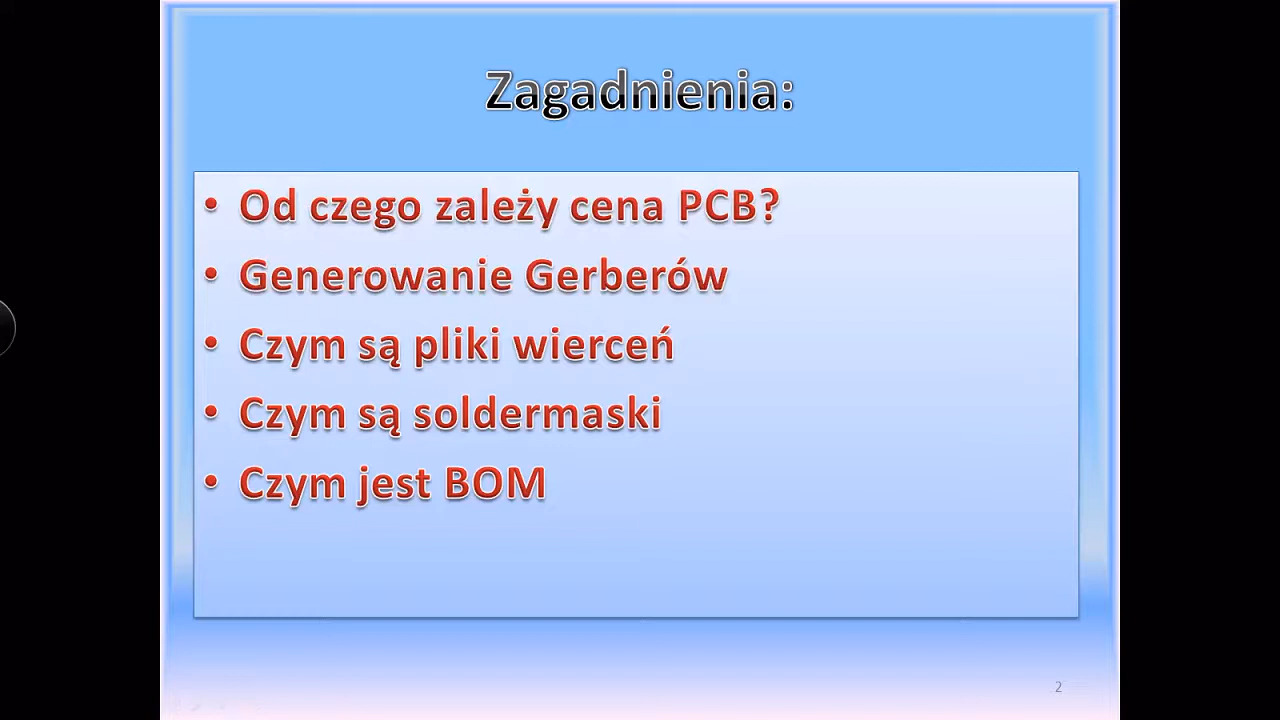 Zagadnienia:
• Od czego zależy cena PCB?
• Generowanie Gerberów
• Czym są pliki wierceń
• Czym są soldermaski
• Czym jest BOM
2